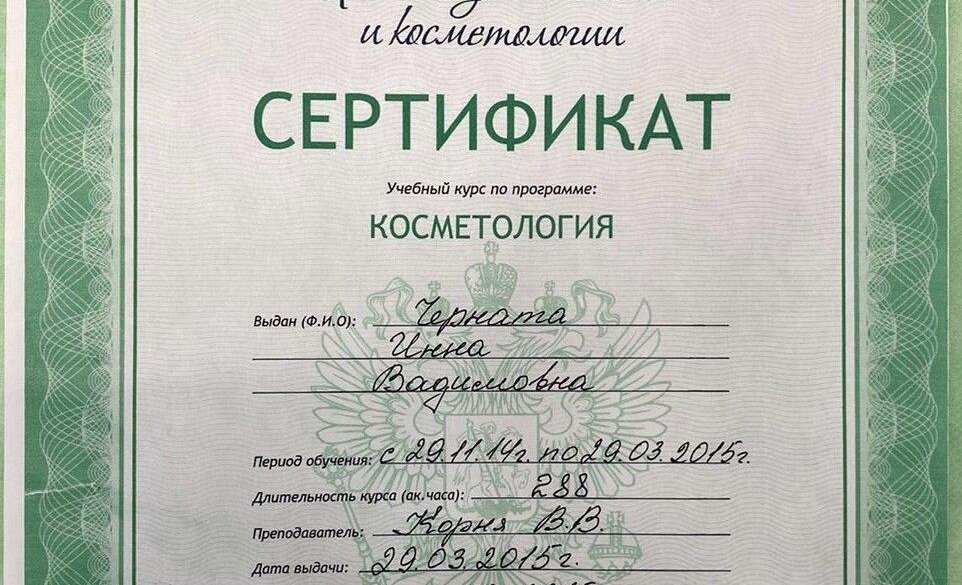 и косметологии
СЕРТИФИКАТ
Учебный курс по программе:
КОСМЕТОЛОГИЯ
Выдан (Ф.И.О): Черната
Инна
Вадимовна
Период обучения: с 29.11.14г. по 29.03.2015г.
Длительность курса (ак.часа): 288
Преподаватель: Корня В.В.
Дата выдачи: 29.03.2015г.